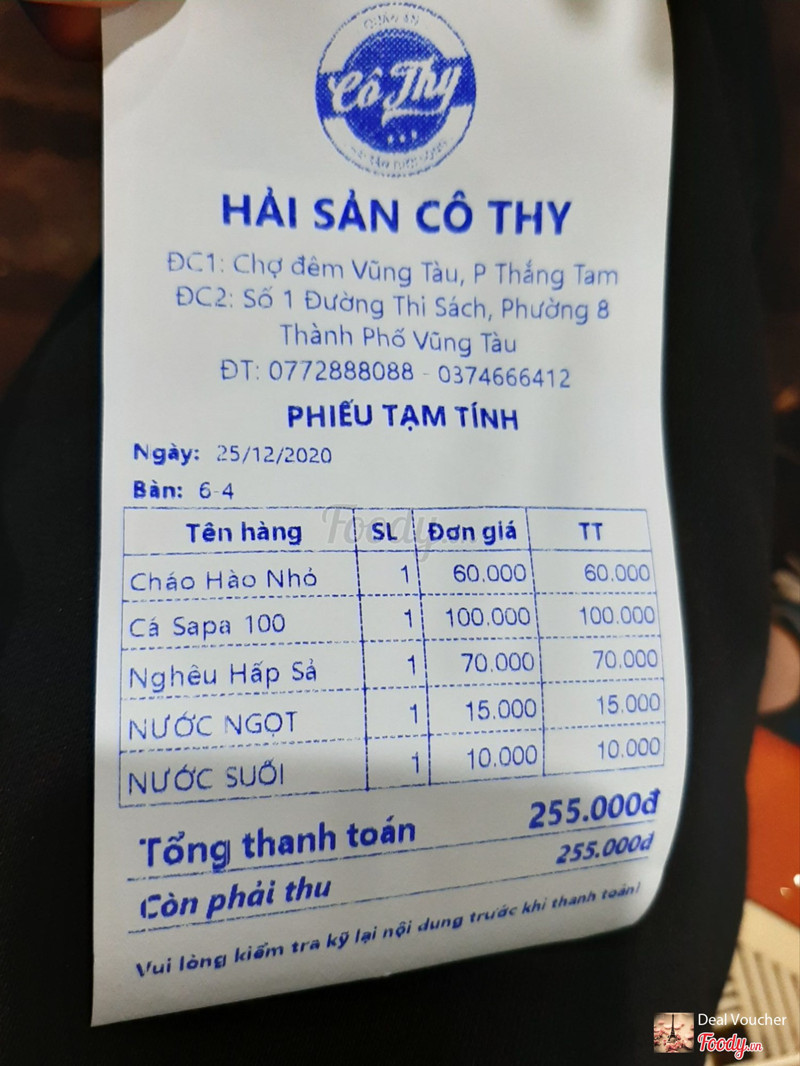 QUÁN ĂN
Cô Thy
HẢI SẢN CÔ THY
ĐC1: Chợ đêm Vũng Tàu, P Thắng Tam
ĐC2: Số 1 Đường Thi Sách, Phường 8
Thành Phố Vũng Tàu
ĐT: 0772888088 - 0374666412
PHIẾU TẠM TÍNH
Ngày: 25/12/2020
Bàn: 6-4
Tên hàng SL Đơn giá TT
Cháo Hào Nhỏ 1 60.000 60.000
Cá Sapa 100 1 100.000 100.000
Nghêu Hấp Sả 1 70.000 70.000
NƯỚC NGỌT 1 15.000 15.000
NƯỚC SUỐI 1 10.000 10.000
Tổng thanh toán 255.000đ
Còn phải thu 255.000đ
Vui lòng kiểm tra kỹ lại nội dung trước khi thanh toán!
Foody
Deal Voucher
Foody.vn